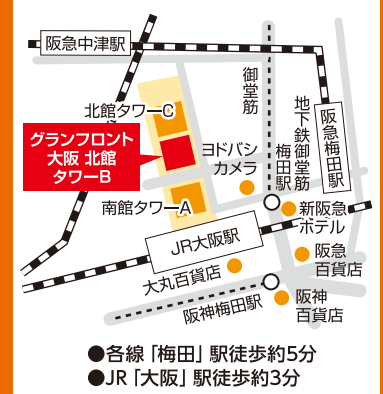 阪急中津駅
北館タワーC
グランフロント
大阪 北館
タワーB
南館タワーA
御堂筋
ヨドバシ
カメラ
地下鉄御堂筋
梅田駅
阪急梅田駅
新阪急
ホテル
JR大阪駅
阪急
百貨店
大丸百貨店
阪神梅田駅
阪神
百貨店
●各線「梅田」駅徒歩約5分
●JR「大阪」駅徒歩約3分